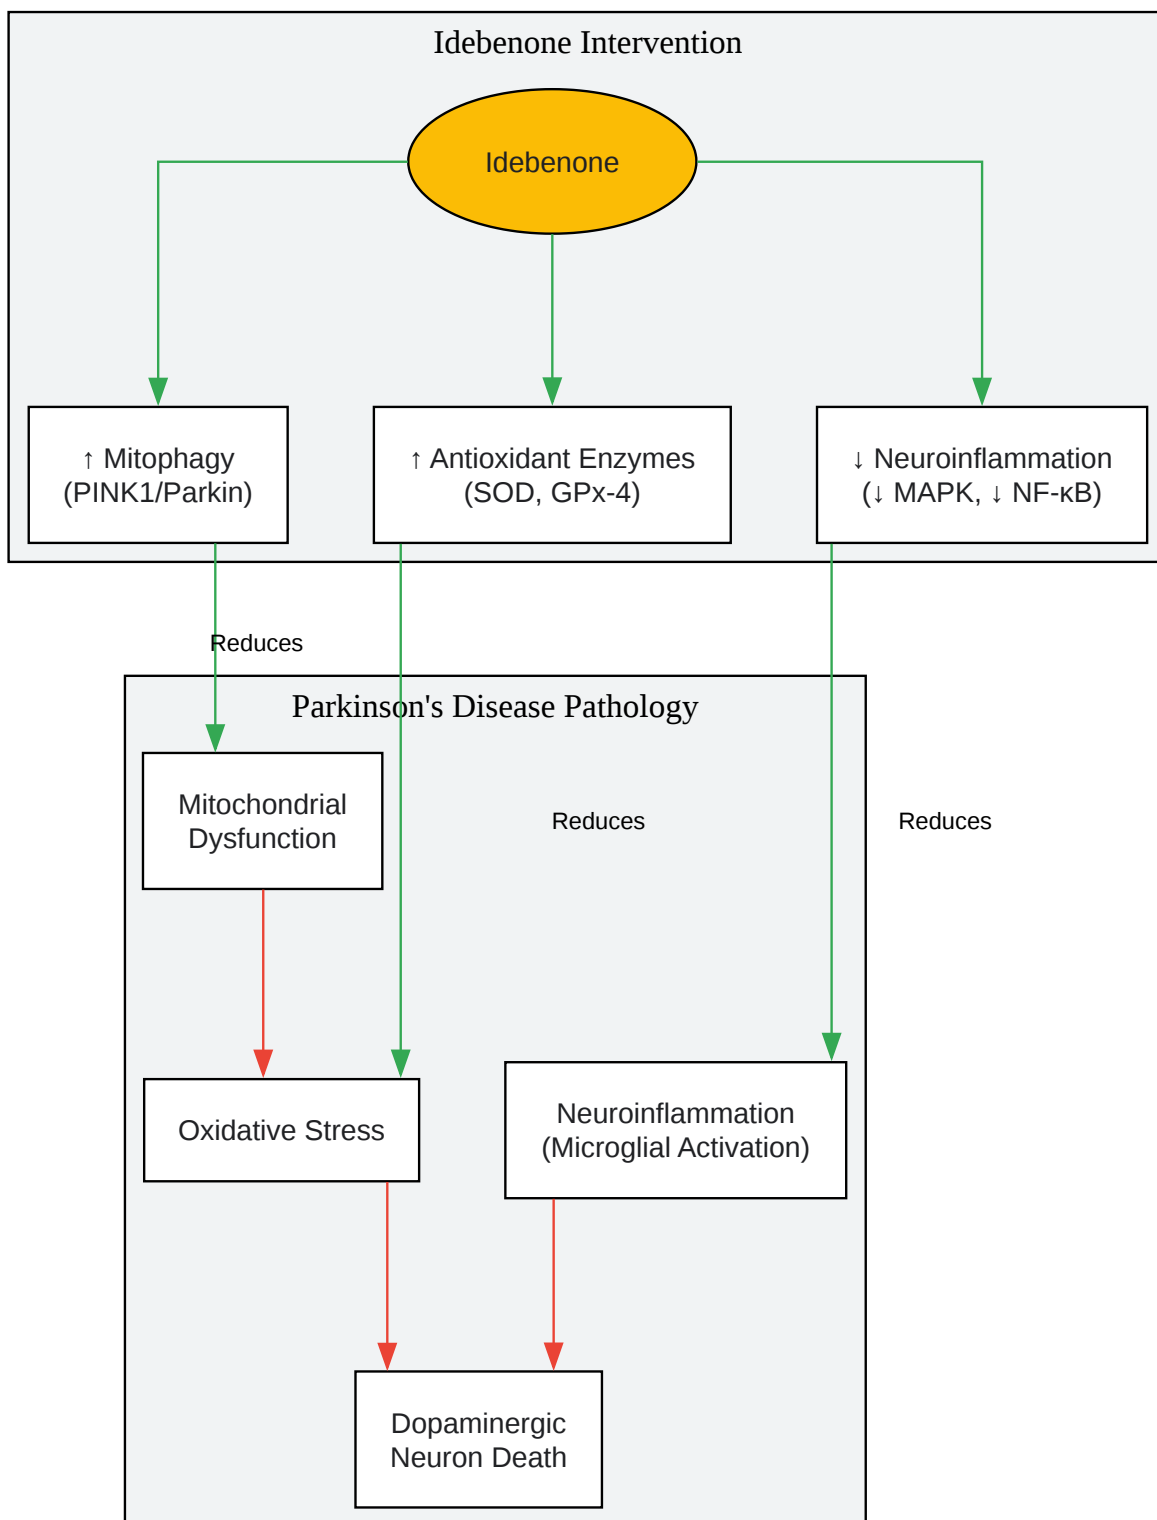 Idebenone Intervention
Idebenone
↑ Mitophagy
(PINK1/Parkin)
↑ Antioxidant Enzymes
(SOD, GPx-4)
↓ Neuroinflammation
(↓ MAPK, ↓ NF-κB)
Reduces
Parkinson's Disease Pathology
Mitochondrial
Dysfunction
Reduces
Reduces
Oxidative Stress
Neuroinflammation
(Microglial Activation)
Dopaminergic
Neuron Death